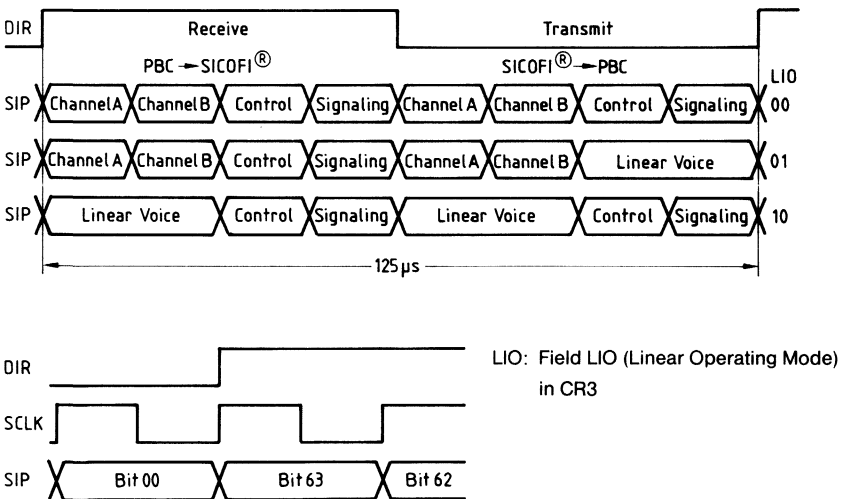 DIR Receive Transmit
PBC → SICOFI® SICOFI® → PBC
LIO
SIP Channel A Channel B Control Signaling Channel A Channel B Control Signaling 00
SIP Channel A Channel B Control Signaling Channel A Channel B Linear Voice 01
SIP Linear Voice Control Signaling Linear Voice Control Signaling 10
125 µs
DIR
LIO: Field LIO (Linear Operating Mode)
in CR3
SCLK
SIP Bit 00 Bit 63 Bit 62